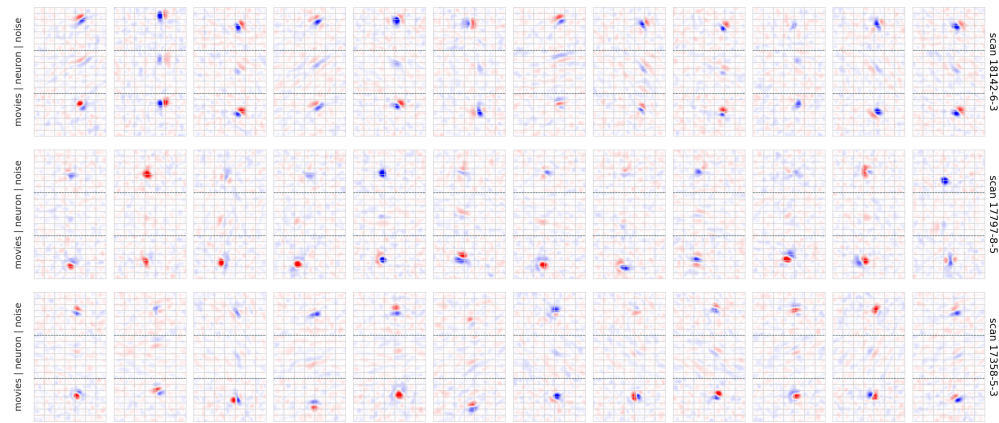 movies | neuron | noise
scan 18142-6-3
movies | neuron | noise
scan 17797-8-5
movies | neuron | noise
scan 17358-5-3